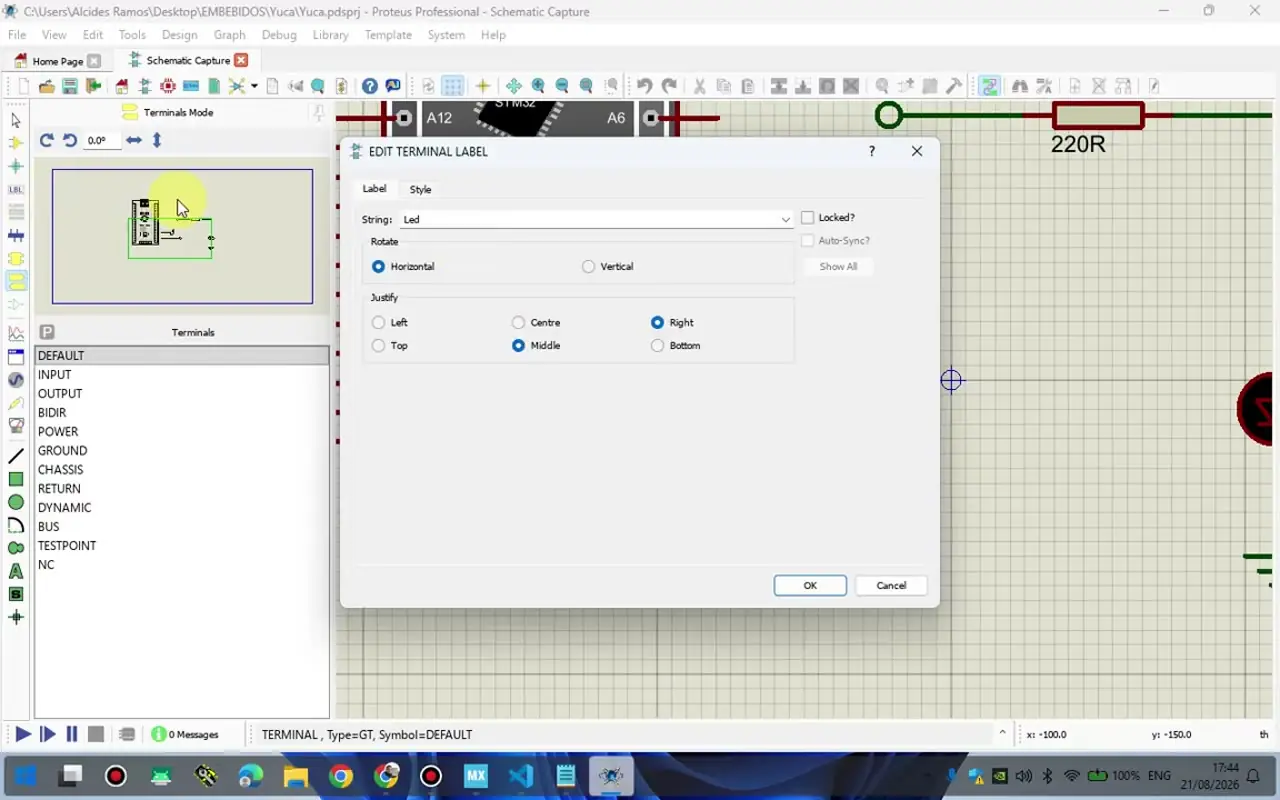 C:\Users\Alcides Ramos\Desktop\EMBEBIDOS\Yuca\Yuca.pdsprj - Proteus Professional - Schematic Capture
File View Edit Tools Design Graph Debug Library Template System Help
Home Page
Schematic Capture
Terminals Mode
0.0°
LBL
P
Terminals
DEFAULT
INPUT
OUTPUT
BIDIR
POWER
GROUND
CHASSIS
RETURN
DYNAMIC
BUS
TESTPOINT
NC
A
S
STM32
A12
A6
220R
EDIT TERMINAL LABEL
?
Label Style
String: Led
Locked?
Rotate
Auto-Sync?
Horizontal Vertical
Show All
Justify
Left Centre Right
Top Middle Bottom
OK Cancel
0 Messages
TERMINAL , Type=GT, Symbol=DEFAULT
x: -100.0 y: -150.0 th
MX
100% ENG
17:44
21/08/2026